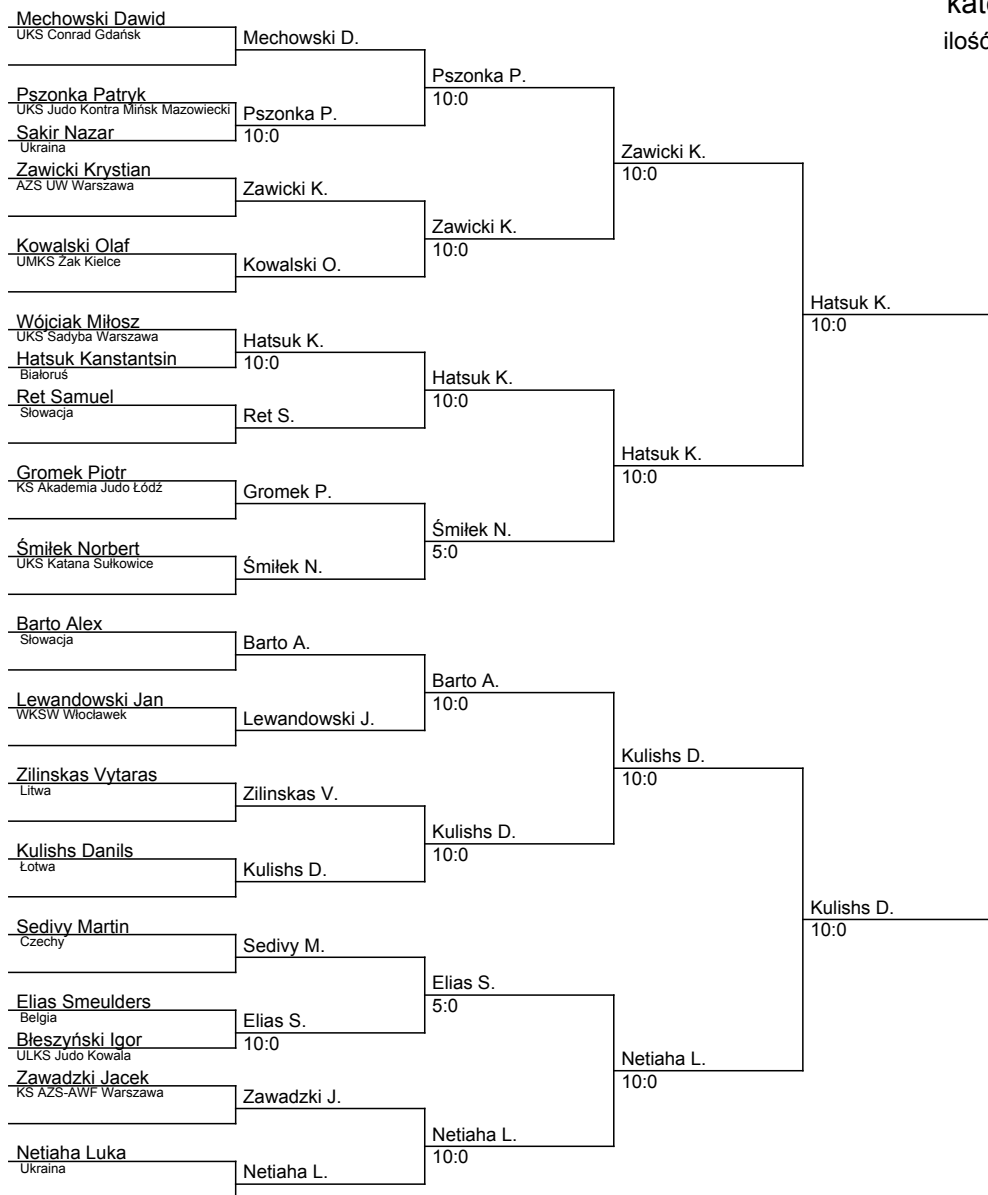 kat
ilość
Mechowski Dawid
UKS Conrad Gdańsk
Pszonka Patryk
UKS Judo Kontra Mińsk Mazowiecki
Sakir Nazar
Ukraina
Zawicki Krystian
AZS UW Warszawa
Kowalski Olaf
UMKS Żak Kielce
Wójciak Miłosz
UKS Sadyba Warszawa
Hatsuk Kanstantsin
Białoruś
Ret Samuel
Słowacja
Gromek Piotr
KS Akademia Judo Łódź
Śmiłek Norbert
UKS Katana Sułkowice
Barto Alex
Słowacja
Lewandowski Jan
WKSW Włocławek
Zilinskas Vytaras
Litwa
Kulishs Danils
Łotwa
Sedivy Martin
Czechy
Elias Smeulders
Belgia
Błeszyński Igor
ULKS Judo Kowala
Zawadzki Jacek
KS AZS-AWF Warszawa
Netiaha Luka
Ukraina
Mechowski D.
Pszonka P.
10:0
Zawicki K.
Kowalski O.
Hatsuk K.
10:0
Ret S.
Gromek P.
Śmiłek N.
Barto A.
Lewandowski J.
Zilinskas V.
Kulishs D.
Sedivy M.
Elias S.
10:0
Zawadzki J.
Netiaha L.
Pszonka P.
10:0
Zawicki K.
10:0
Hatsuk K.
10:0
Śmiłek N.
5:0
Barto A.
10:0
Kulishs D.
10:0
Elias S.
5:0
Netiaha L.
10:0
Zawicki K.
10:0
Hatsuk K.
10:0
Kulishs D.
10:0
Netiaha L.
10:0
Hatsuk K.
10:0
Kulishs D.
10:0